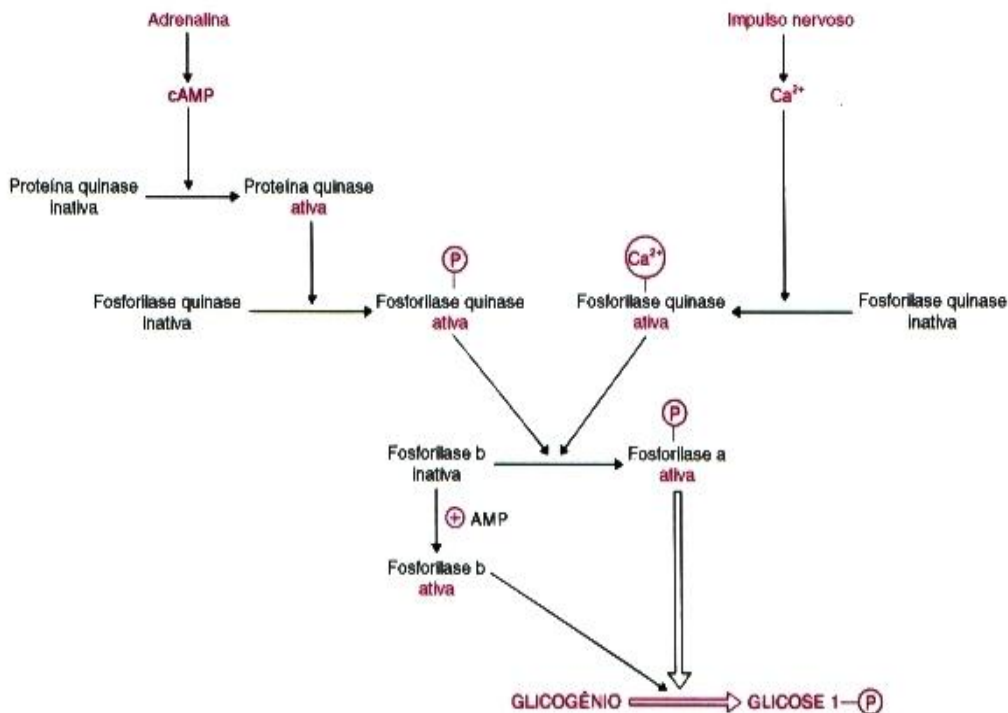 Adrenalina
Impulso nervoso
cAMP
Ca²⁺
Proteína quinase
inativa
Proteína quinase
ativa
P
Ca²⁺
Fosforilase quinase
inativa
Fosforilase quinase
ativa
Fosforilase quinase
ativa
Fosforilase quinase
inativa
P
Fosforilase b
inativa
Fosforilase a
ativa
+ AMP
Fosforilase b
ativa
GLICOGÊNIO
GLICOSE 1—P